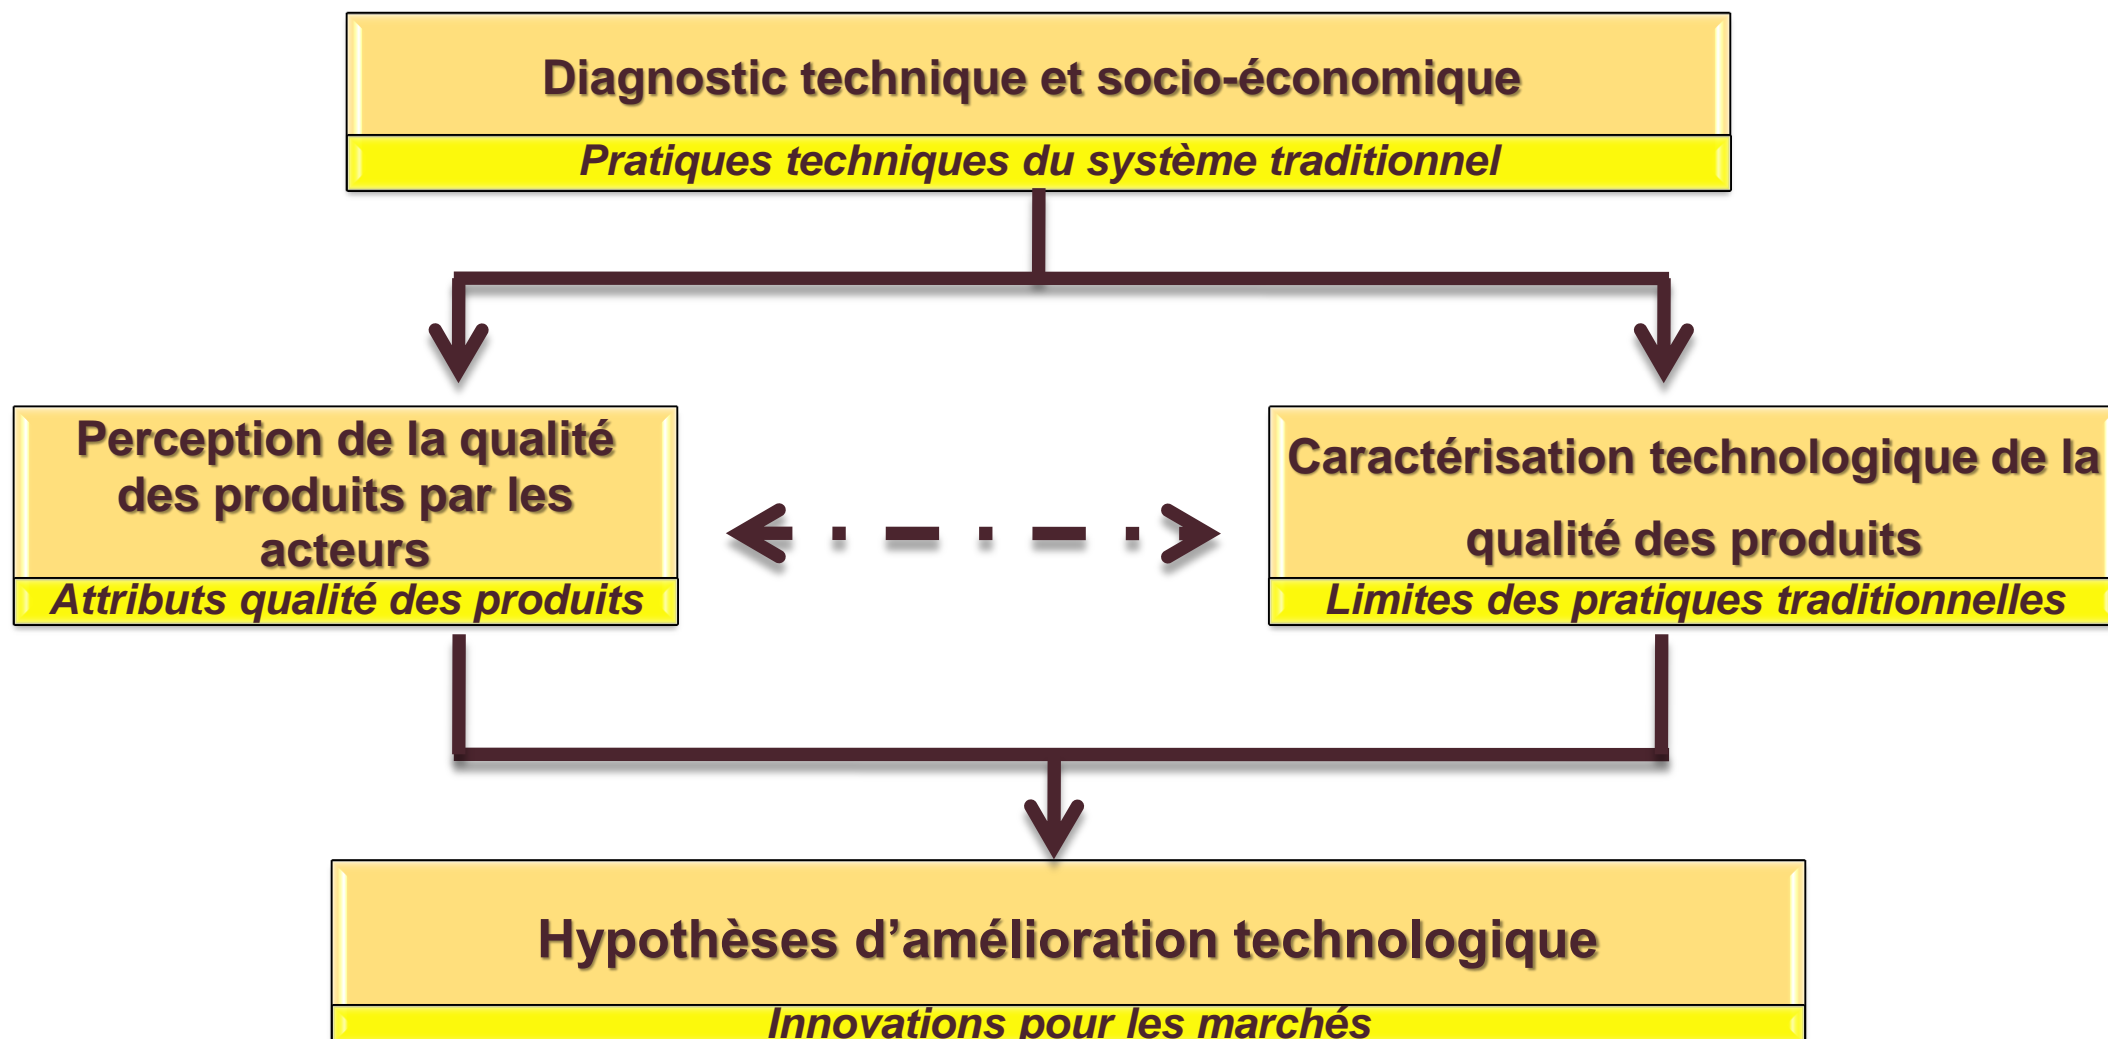 Diagnostic technique et socio-économique
Pratiques techniques du système traditionnel
Perception de la qualité
des produits par les
acteurs
Attributs qualité des produits
Caractérisation technologique de la
qualité des produits
Limites des pratiques traditionnelles
Hypothèses d’amélioration technologique
Innovations pour les marchés